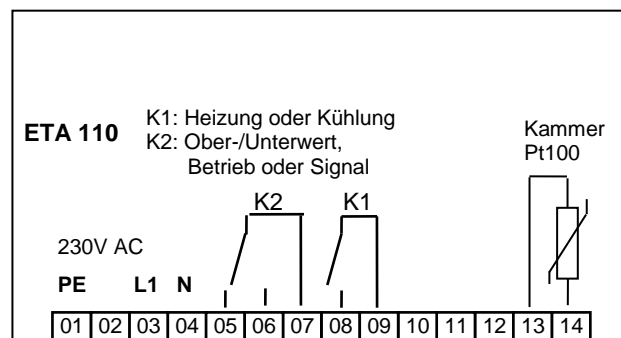 ETA 110
K1: Heizung oder Kühlung
K2: Ober-/Unterwert,
Betrieb oder Signal
Kammer
Pt100
K2 K1
230V AC
PE L1 N
01 02 03 04 05 06 07 08 09 10 11 12 13 14